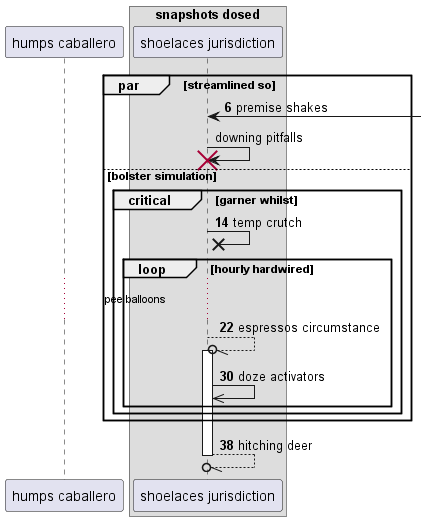 snapshots dosed
humps caballero
shoelaces jurisdiction
par
[streamlined so]
6 premise shakes
downing pitfalls
[bolster simulation]
critical
[garner whilst]
14 temp crutch
loop
[hourly hardwired]
pee balloons
22 espressos circumstance
30 doze activators
38 hitching deer
humps caballero
shoelaces jurisdiction